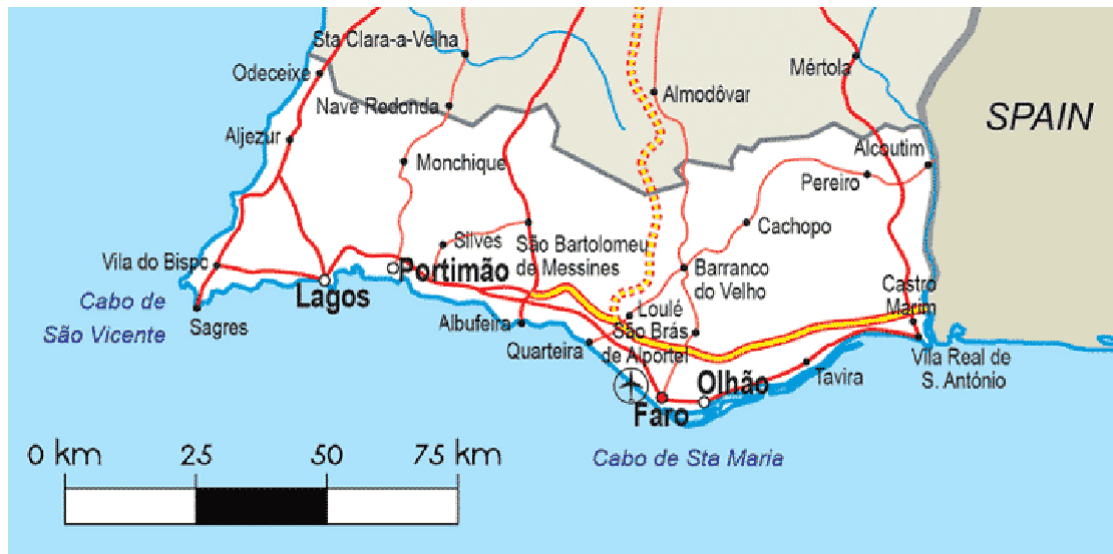 Sta Clara-a-Velha
Odeceixe
Mértola
Nave Redonda
Almodôvar
SPAIN
Aljezur
Alcoutim
Monchique
Pereiro
Cachopo
Silves
São Bartolomeu
de Messines
Vila do Bispo
Portimão
Barranco
do Velho
Lagos
Castro
Marim
Cabo de
São Vicente
Sagres
Albufeira
Loulé
São Brás
de Alportel
Quarteira
Vila Real de
S. António
Tavira
Olhão
Faro
Cabo de Sta Maria
0 km
25
50
75 km